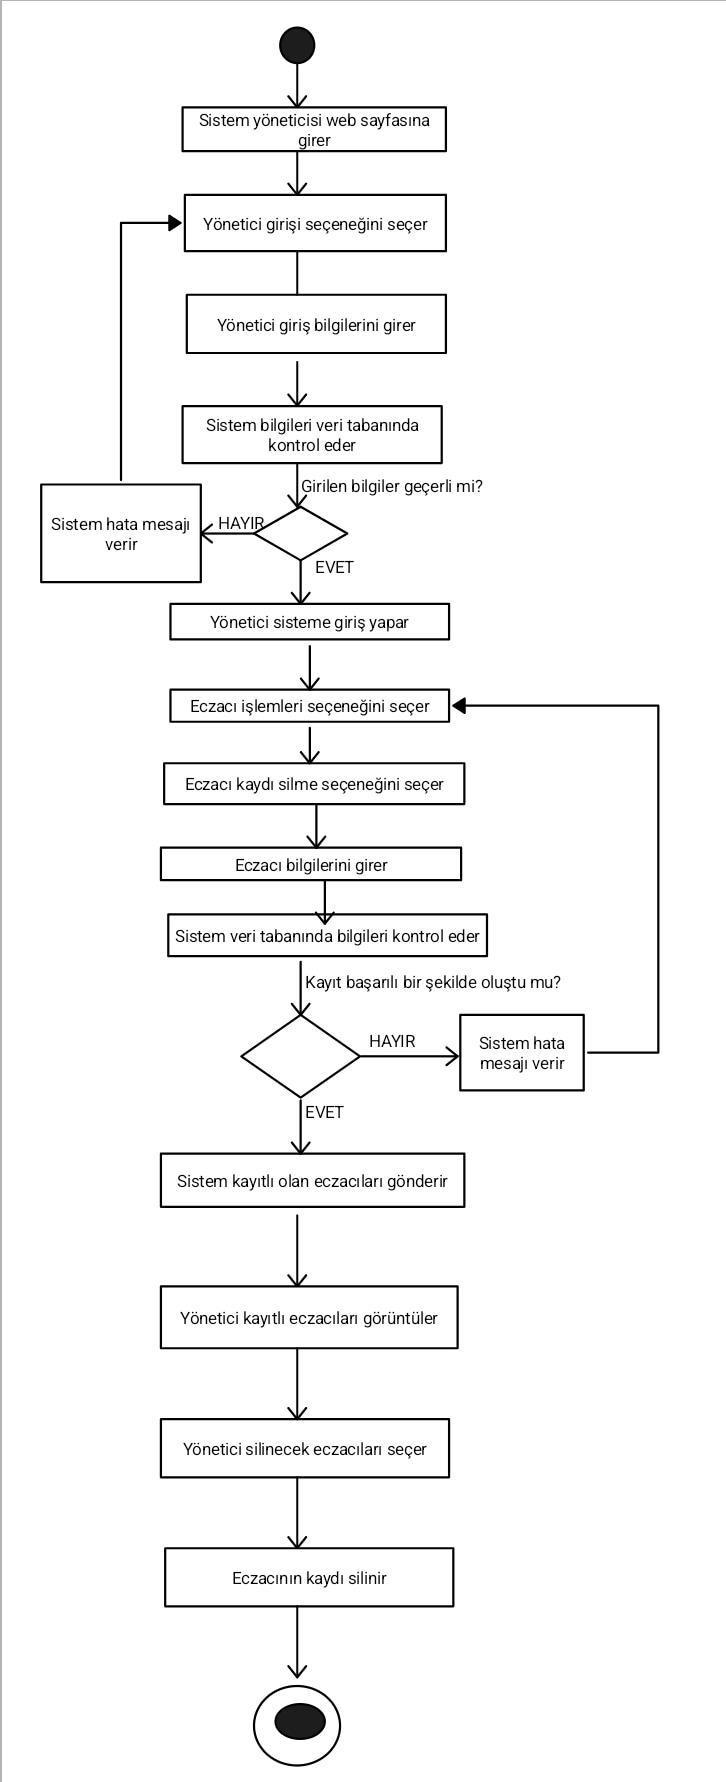 Sistem yöneticisi web sayfasına
girer
Yönetici girişi seçeneğini seçer
Yönetici giriş bilgilerini girer
Sistem bilgileri veri tabanında
kontrol eder
Girilen bilgiler geçerli mi?
HAYIR
Sistem hata mesajı
verir
EVET
Yönetici sisteme giriş yapar
Eczacı işlemleri seçeneğini seçer
Eczacı kaydı silme seçeneğini seçer
Eczacı bilgilerini girer
Sistem veri tabanında bilgileri kontrol eder
Kayıt başarılı bir şekilde oluştu mu?
HAYIR
Sistem hata
mesajı verir
EVET
Sistem kayıtlı olan eczacıları gönderir
Yönetici kayıtlı eczacıları görüntüler
Yönetici silinecek eczacıları seçer
Eczacının kaydı silinir